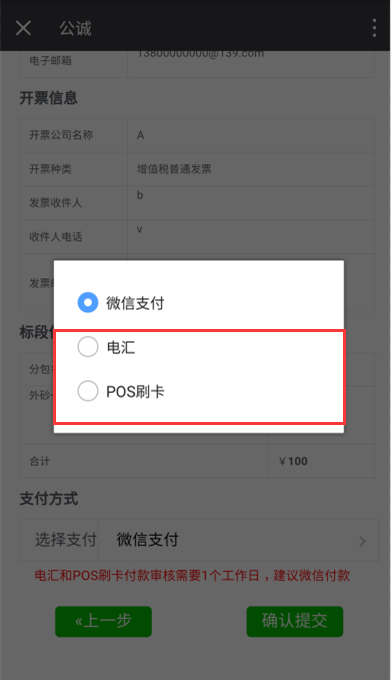 公诚
电子邮箱 13800000000@139.com
开票信息
开票公司名称 A
开票种类 增值税普通发票
发票收件人 b
收件人电话 v
发票
微信支付
标段
电汇
分包
外砂
POS刷卡
合计 ￥100
支付方式
选择支付 微信支付
电汇和POS刷卡付款审核需要1个工作日，建议微信付款
«上一步 确认提交